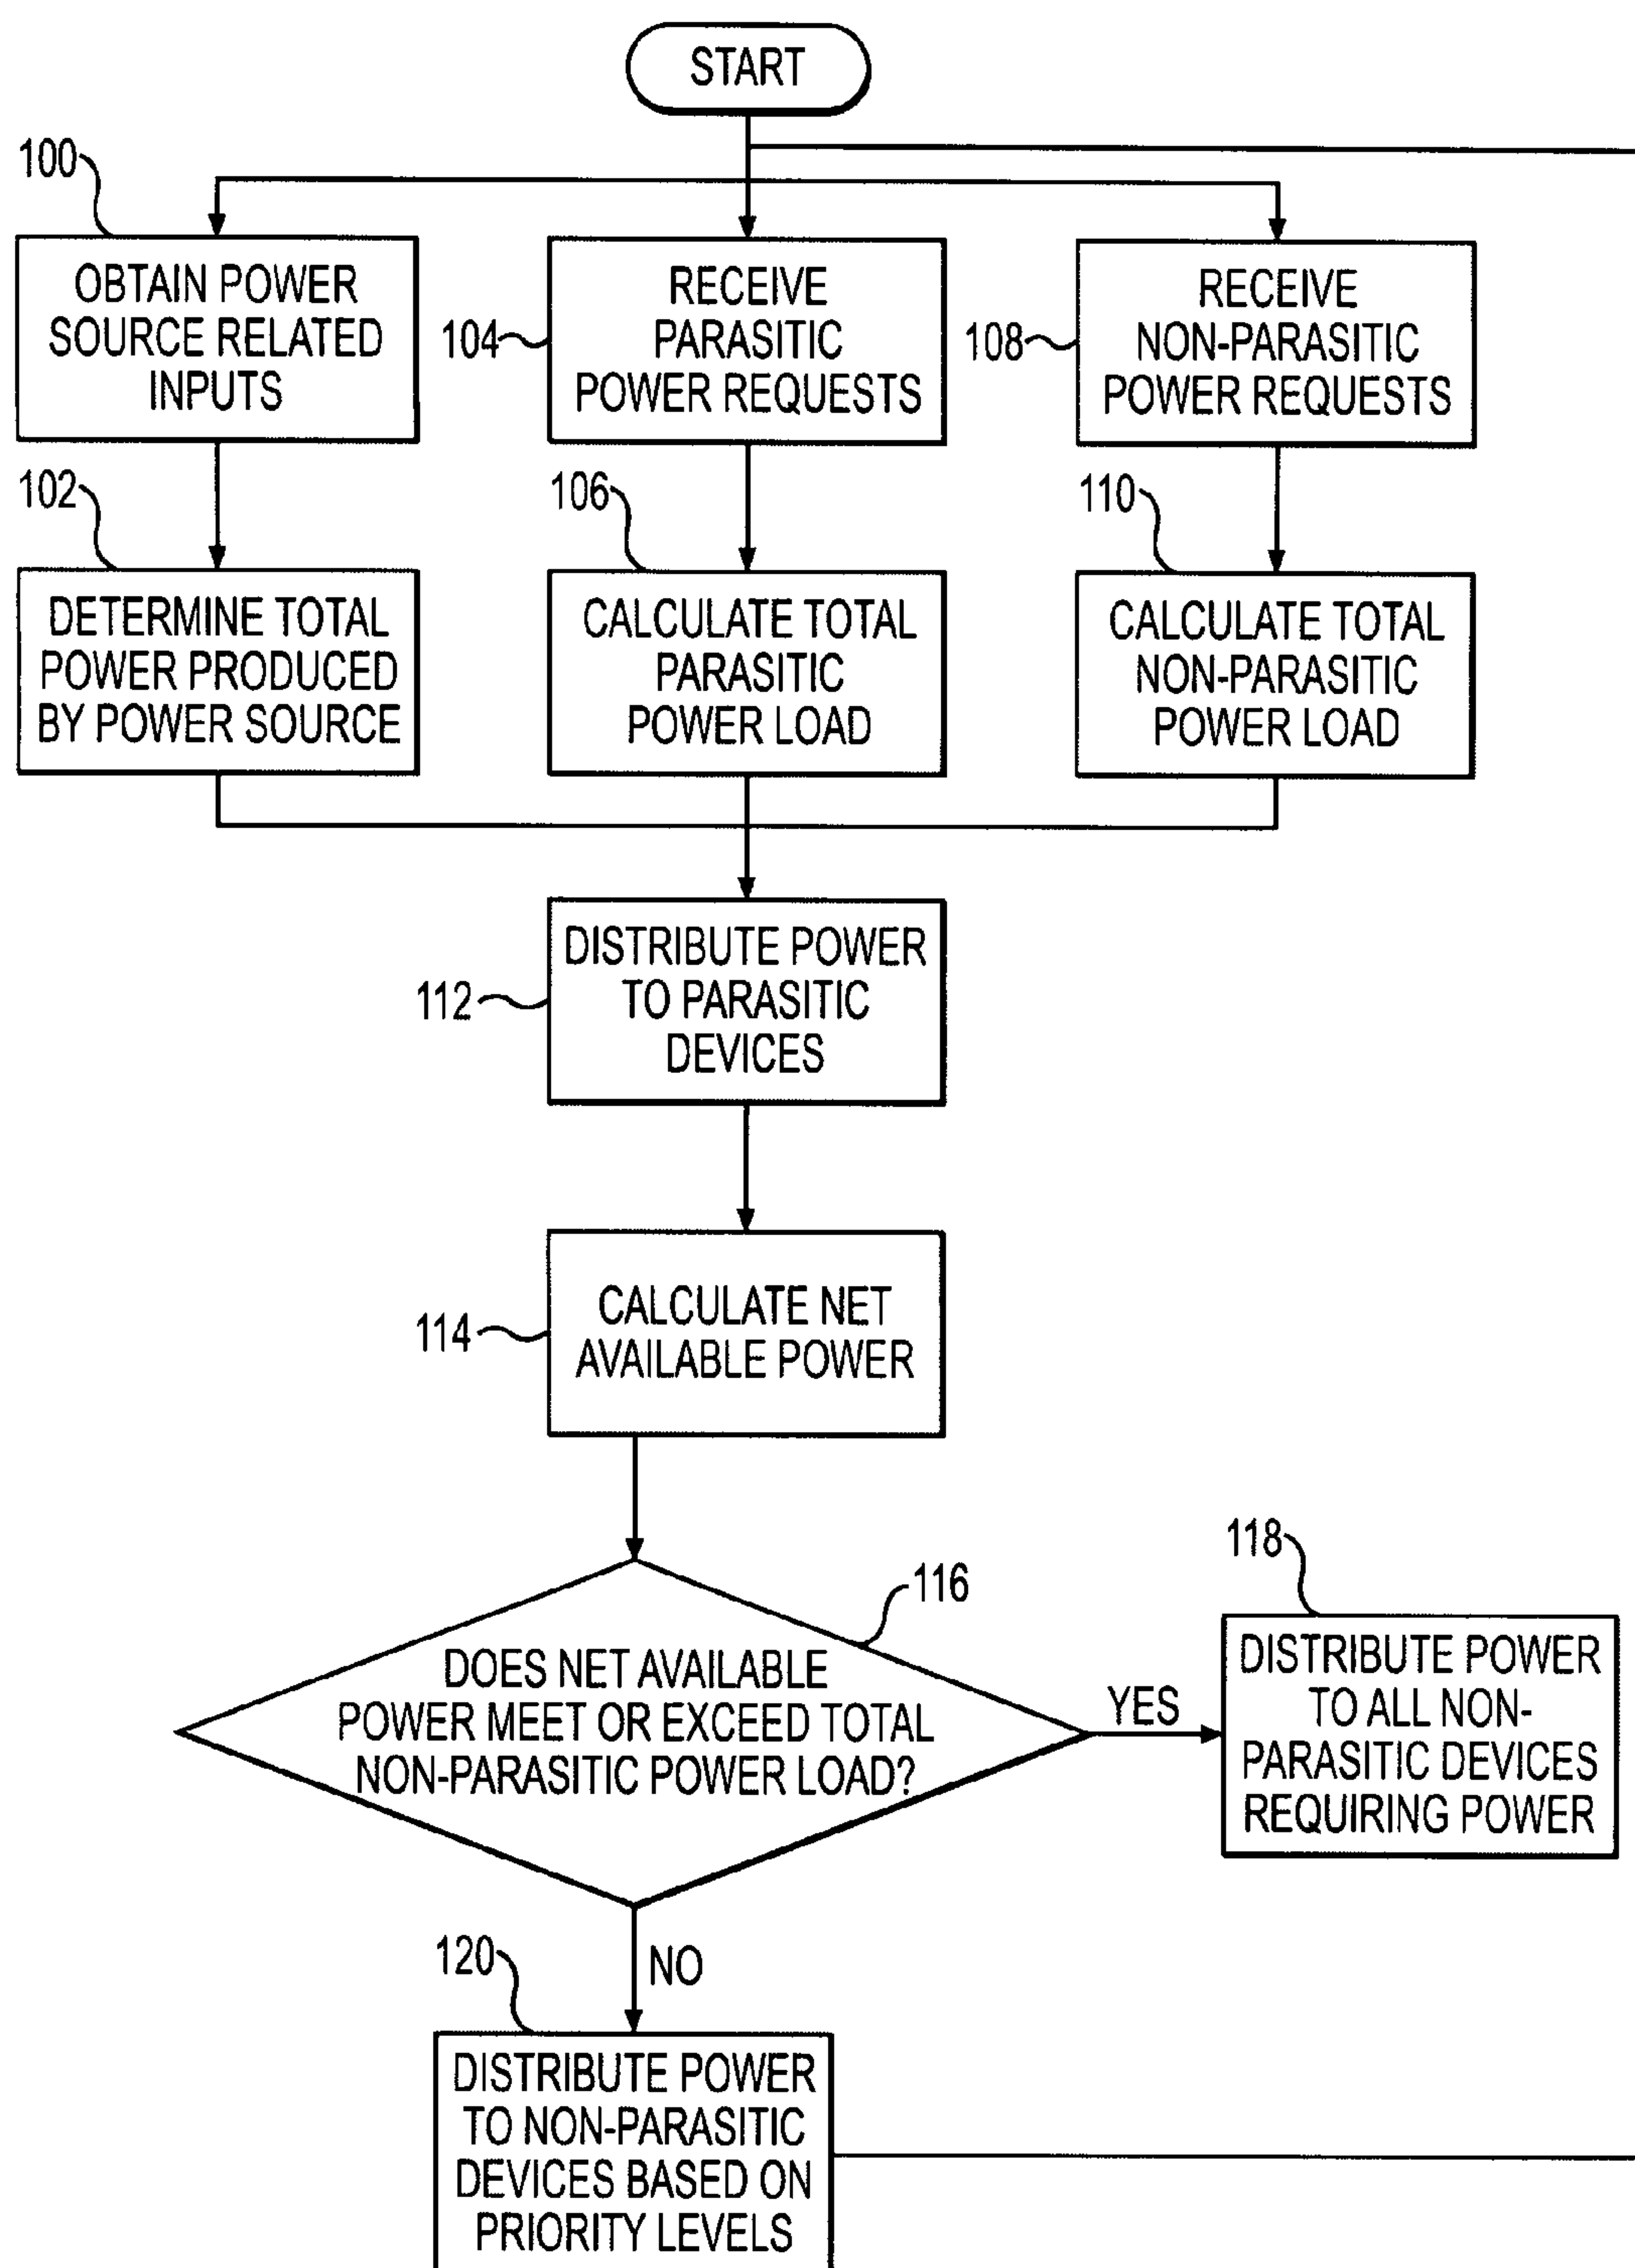 START
100
OBTAIN POWER
SOURCE RELATED
INPUTS
104
RECEIVE
PARASITIC
POWER REQUESTS
108
RECEIVE
NON-PARASITIC
POWER REQUESTS
102
DETERMINE TOTAL
POWER PRODUCED
BY POWER SOURCE
106
CALCULATE TOTAL
PARASITIC
POWER LOAD
110
CALCULATE TOTAL
NON-PARASITIC
POWER LOAD
112
DISTRIBUTE POWER
TO PARASITIC
DEVICES
114
CALCULATE NET
AVAILABLE POWER
116
DOES NET AVAILABLE
POWER MEET OR EXCEED TOTAL
NON-PARASITIC POWER LOAD?
YES
118
DISTRIBUTE POWER
TO ALL NON-
PARASITIC DEVICES
REQUIRING POWER
NO
120
DISTRIBUTE POWER
TO NON-PARASITIC
DEVICES BASED ON
PRIORITY LEVELS